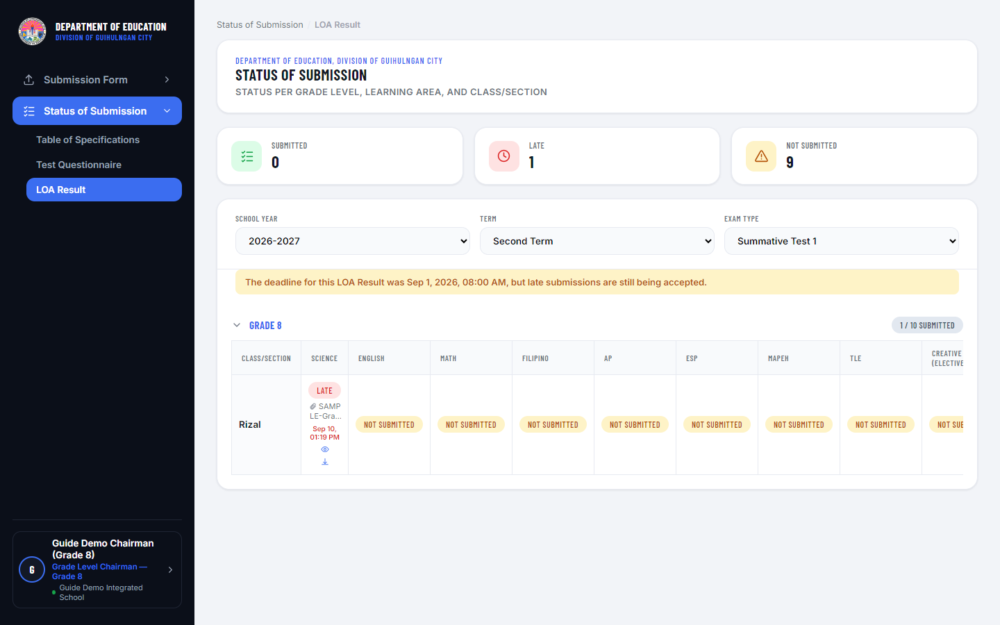 DEPARTMENT OF EDUCATION
DIVISION OF GUIHULNGAN CITY
Submission Form
Status of Submission
Table of Specifications
Test Questionnaire
LOA Result
Guide Demo Chairman
(Grade 8)
Grade Level Chairman —
Grade 8
Guide Demo Integrated
School
G
Status of Submission / LOA Result
DEPARTMENT OF EDUCATION, DIVISION OF GUIHULNGAN CITY
STATUS OF SUBMISSION
STATUS PER GRADE LEVEL, LEARNING AREA, AND CLASS/SECTION
SUBMITTED
0
LATE
1
NOT SUBMITTED
9
SCHOOL YEAR
2026-2027
TERM
Second Term
EXAM TYPE
Summative Test 1
The deadline for this LOA Result was Sep 1, 2026, 08:00 AM, but late submissions are still being accepted.
GRADE 8
1 / 10 SUBMITTED
CLASS/SECTION SCIENCE ENGLISH MATH FILIPINO AP ESP MAPEH TLE CREATIVE
(ELECTIVE
Rizal
LATE
SAMP
LE-Gra...
Sep 10,
01:19 PM
NOT SUBMITTED NOT SUBMITTED NOT SUBMITTED NOT SUBMITTED NOT SUBMITTED NOT SUBMITTED NOT SUBMITTED NOT SUB